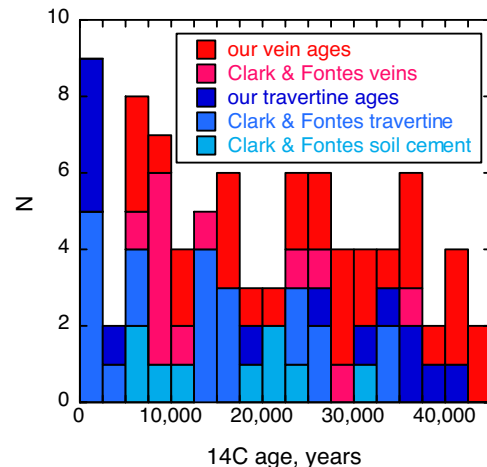 our vein ages
Clark & Fontes veins
our travertine ages
Clark & Fontes travertine
Clark & Fontes soil cement
10
8
6
4
2
0
N
0 10,000 20,000 30,000 40,000
14C age, years